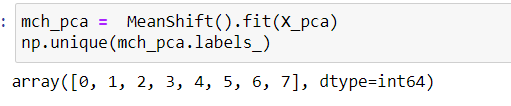 : mch_pca = MeanShift().fit(X_pca)
np.unique(mch_pca.labels_)
array([0, 1, 2, 3, 4, 5, 6, 7], dtype=int64)